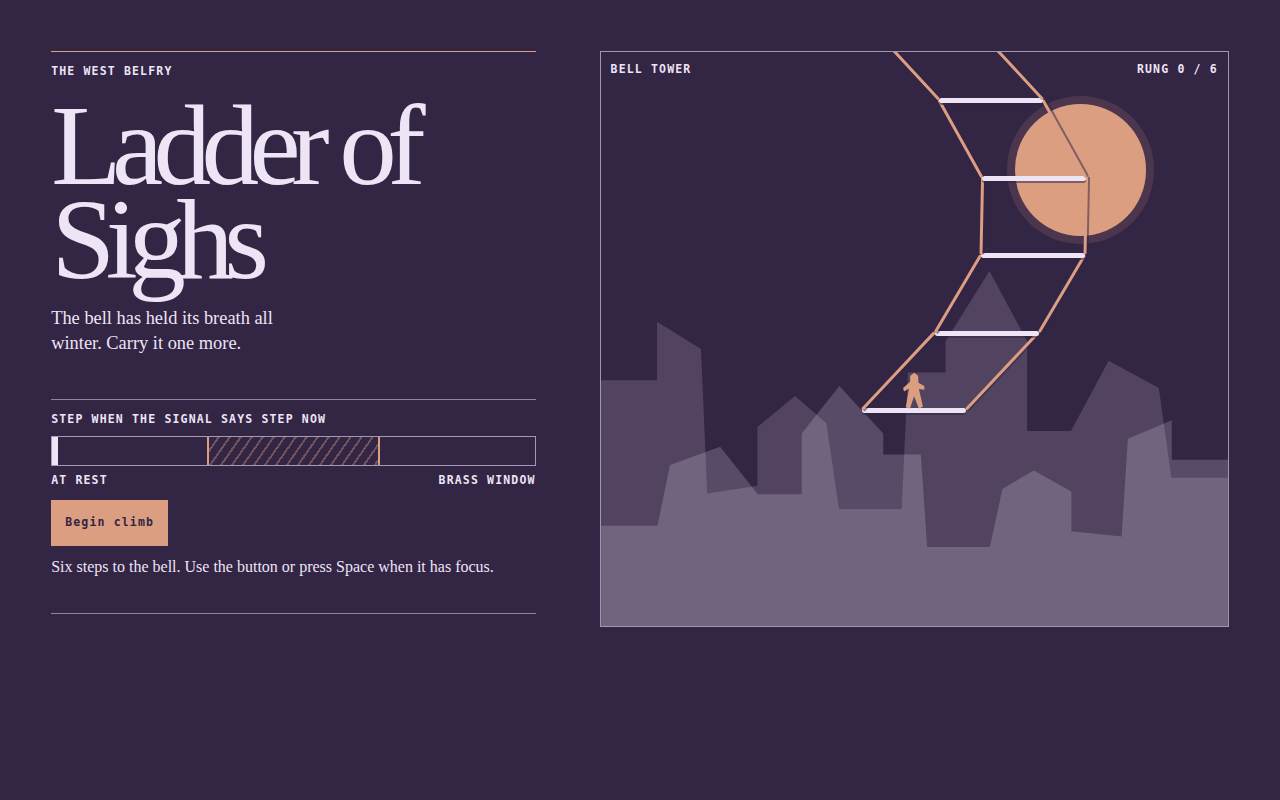 THE WEST BELFRY
Ladder of
Sighs
The bell has held its breath all
winter. Carry it one more.
STEP WHEN THE SIGNAL SAYS STEP NOW
AT REST
BRASS WINDOW
Begin climb
Six steps to the bell. Use the button or press Space when it has focus.
BELL TOWER
RUNG 0 / 6